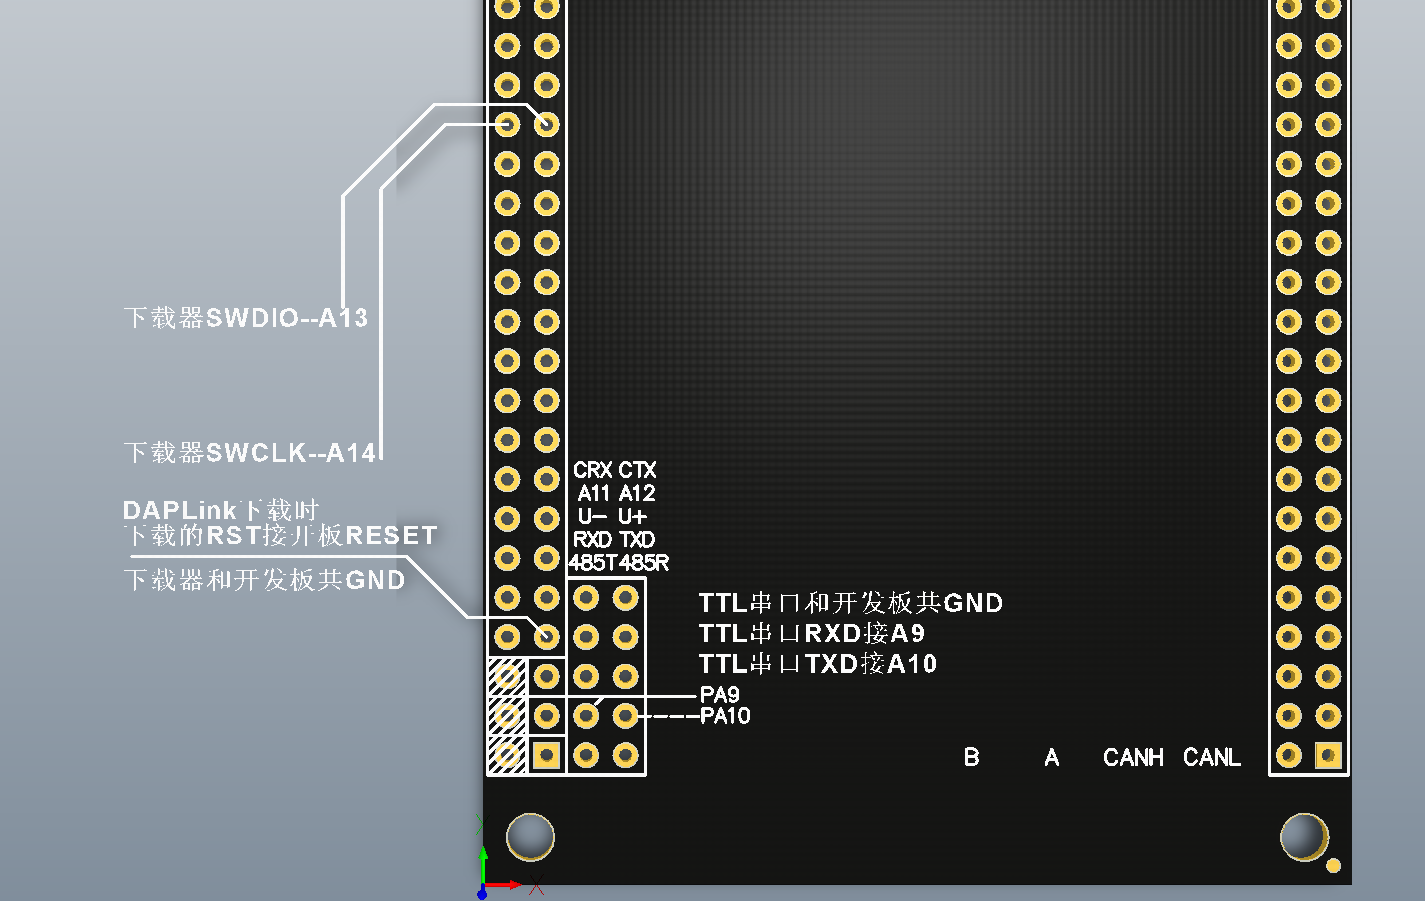 下载器SWDIO--A13
下载器SWCLK--A14
DAPLink下载时
下载的RST接开板RESET
下载器和开发板共GND
CRX CTX
A11 A12
U- U+
RXD TXD
485T485R
TTL串口和开发板共GND
TTL串口RXD接A9
TTL串口TXD接A10
PA9
PA10
B A CANH CANL
X